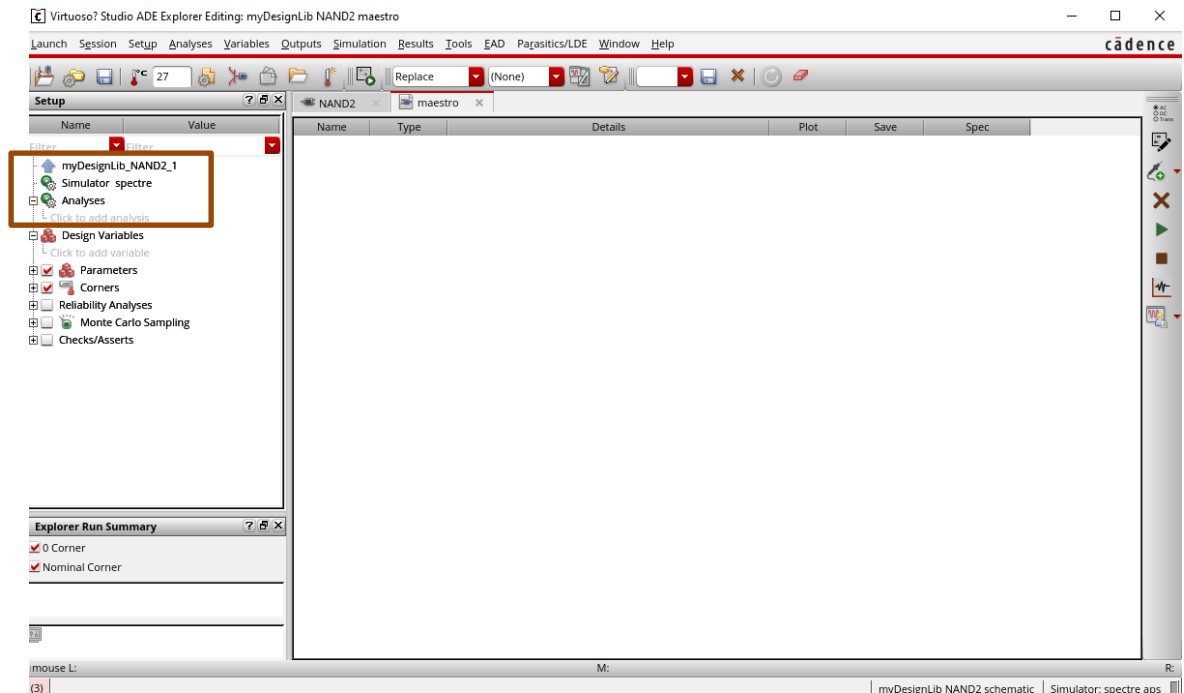 Virtuoso? Studio ADE Explorer Editing: myDesignLib NAND2 maestro
Launch Session Setup Analyses Variables Outputs Simulation Results Tools EAD Parasitics/LDE Window Help
cādence
°C 27 Replace (None)
Setup
NAND2 maestro
Name Value
Name Type Details Plot Save Spec
AC
DC
Trans
Filter Filter
myDesignLib_NAND2_1
Simulator spectre
Analyses
Click to add analysis
Design Variables
Click to add variable
Parameters
Corners
Reliability Analyses
Monte Carlo Sampling
Checks/Asserts
Explorer Run Summary
0 Corner
Nominal Corner
mouse L: M: R:
(3) myDesignLib NAND2 schematic Simulator: spectre aps